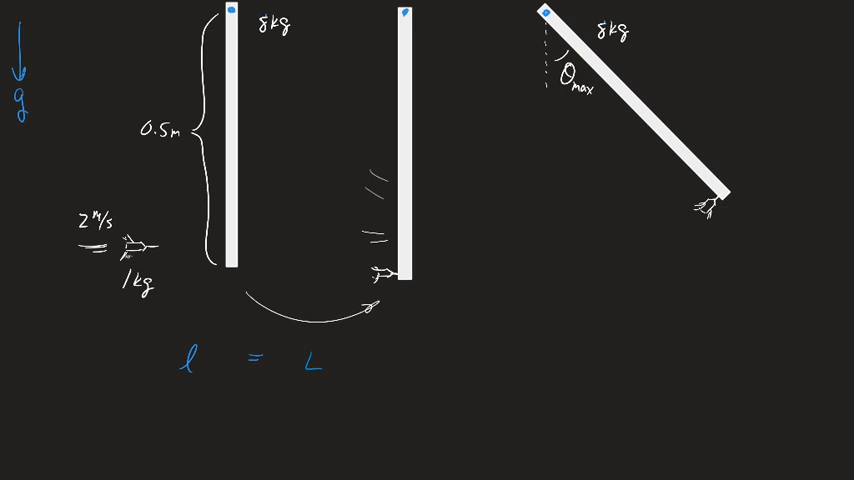 g
8kg
0.5m
2 m/s
1kg
8kg
θmax
l = L